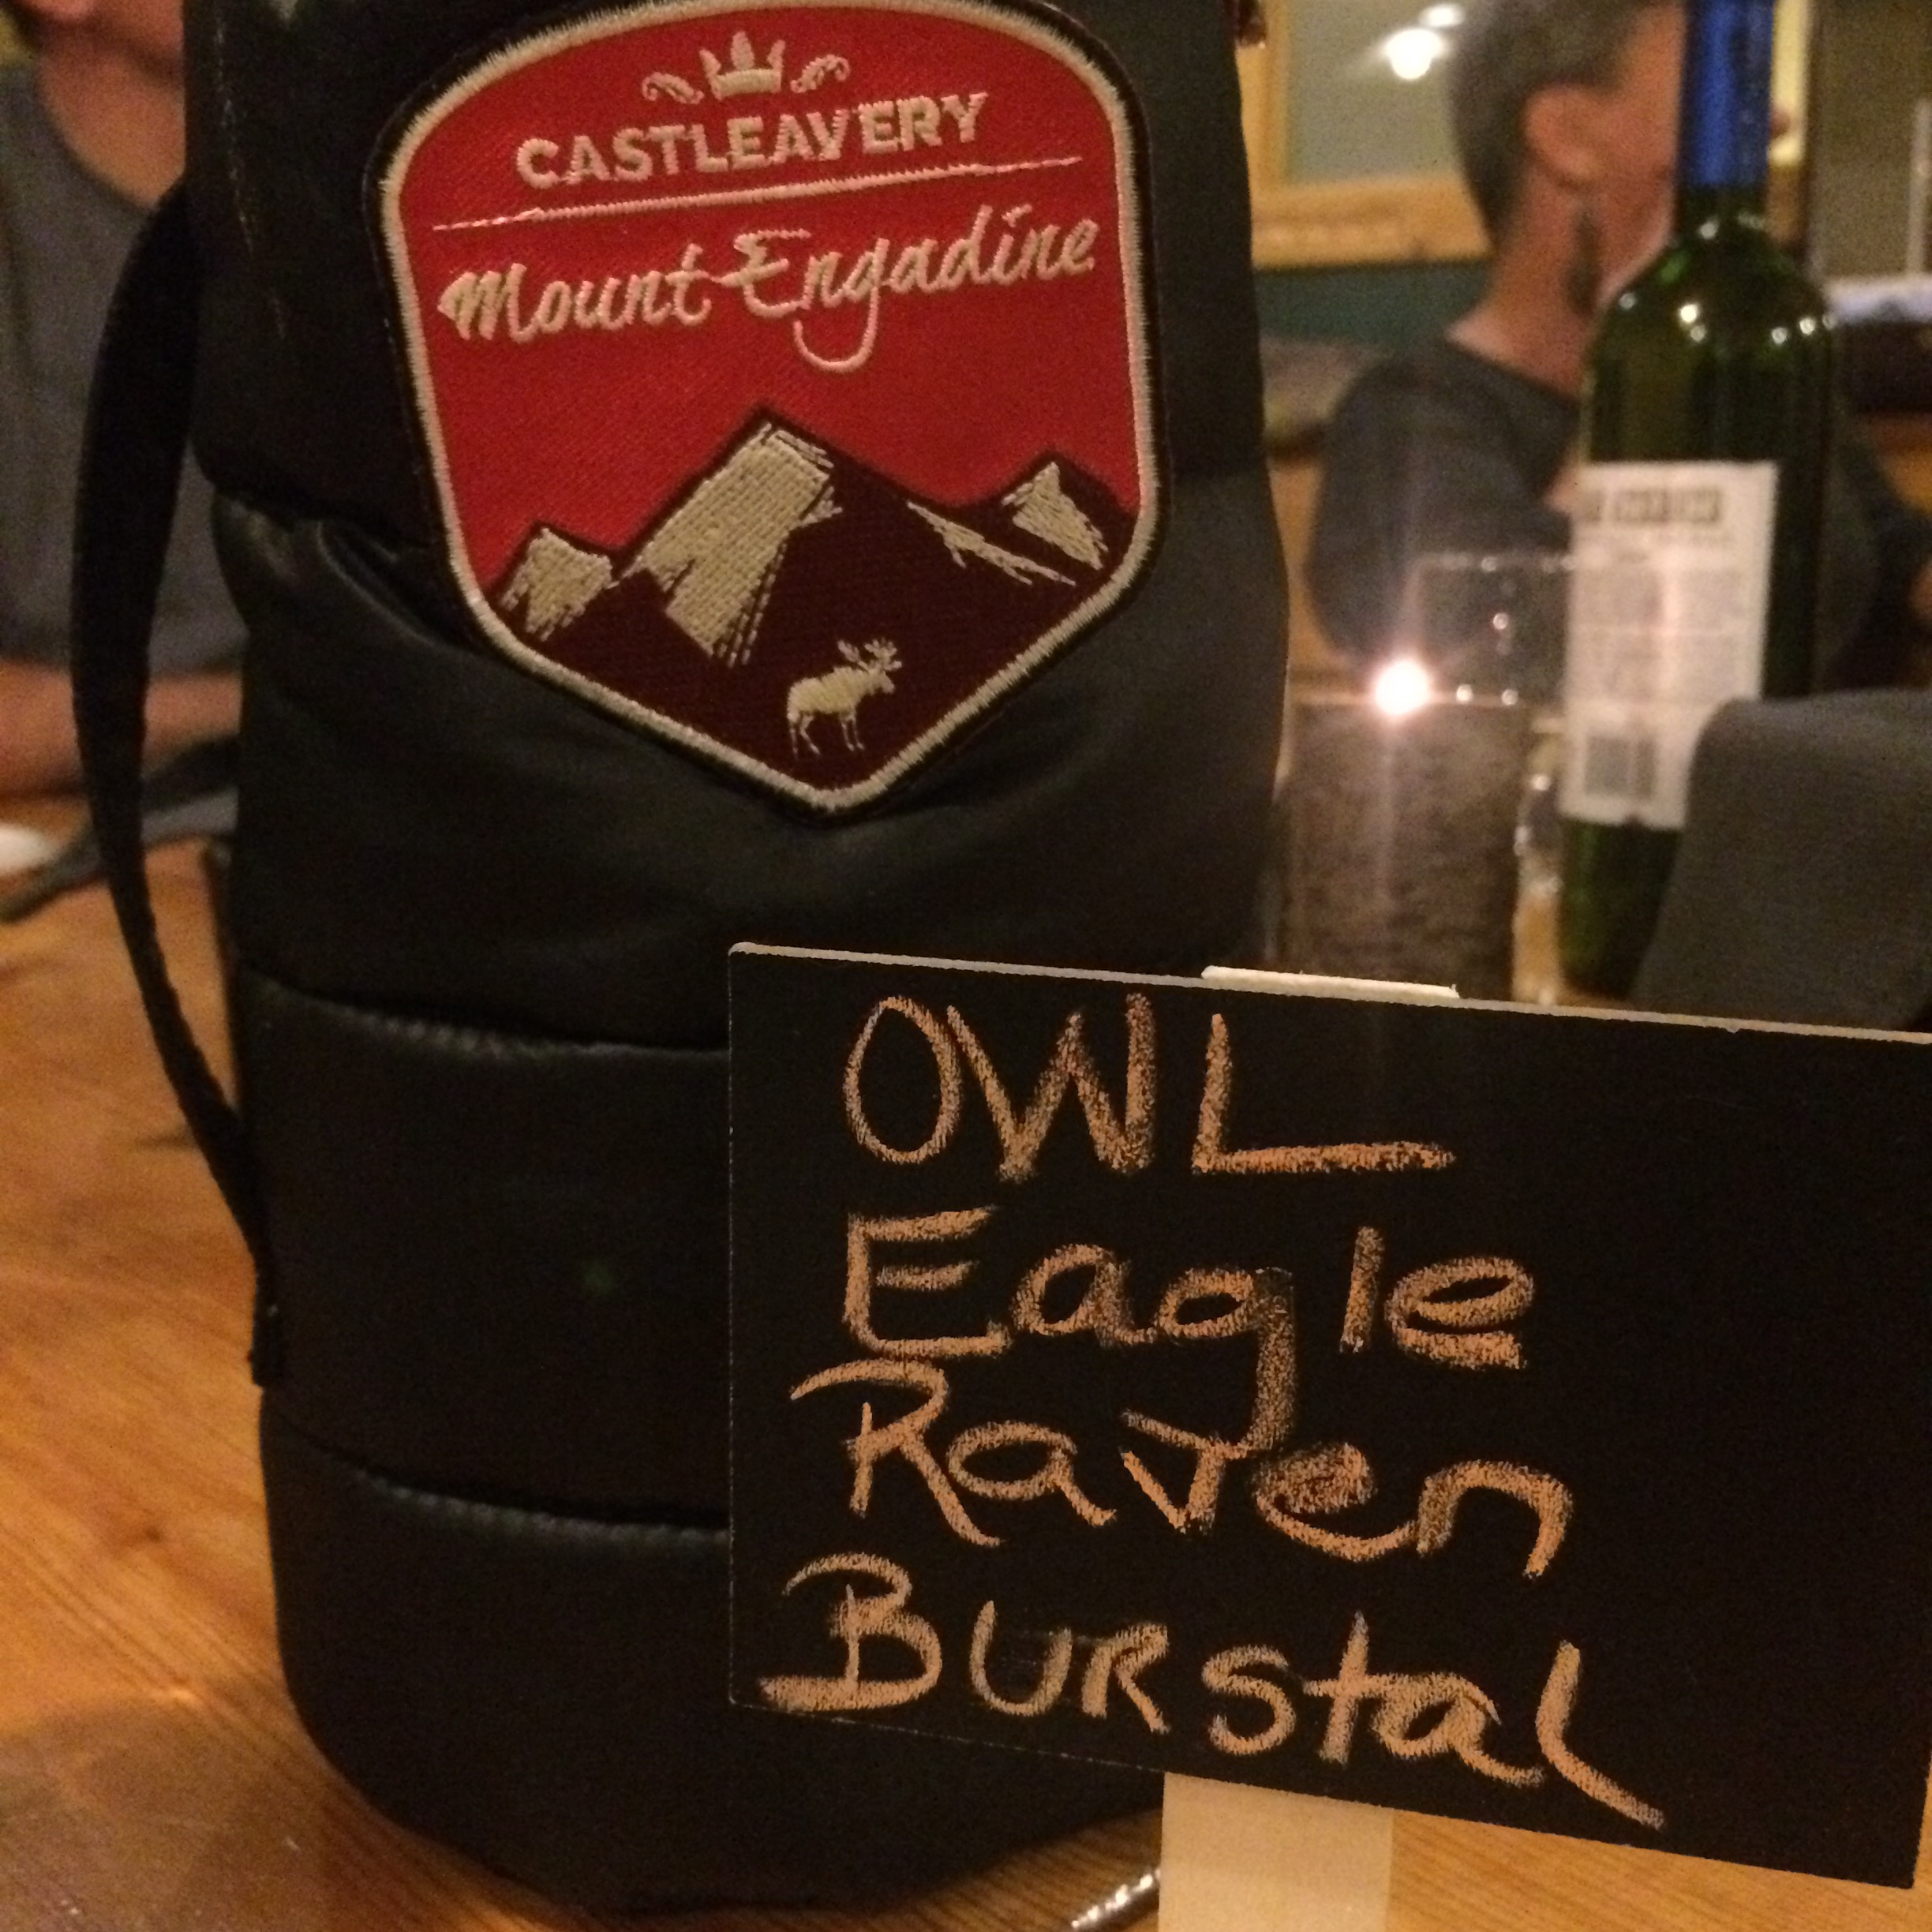 CASTLEAVERY
Mount Engadine
OWL
Eagle
Raven
BURstal